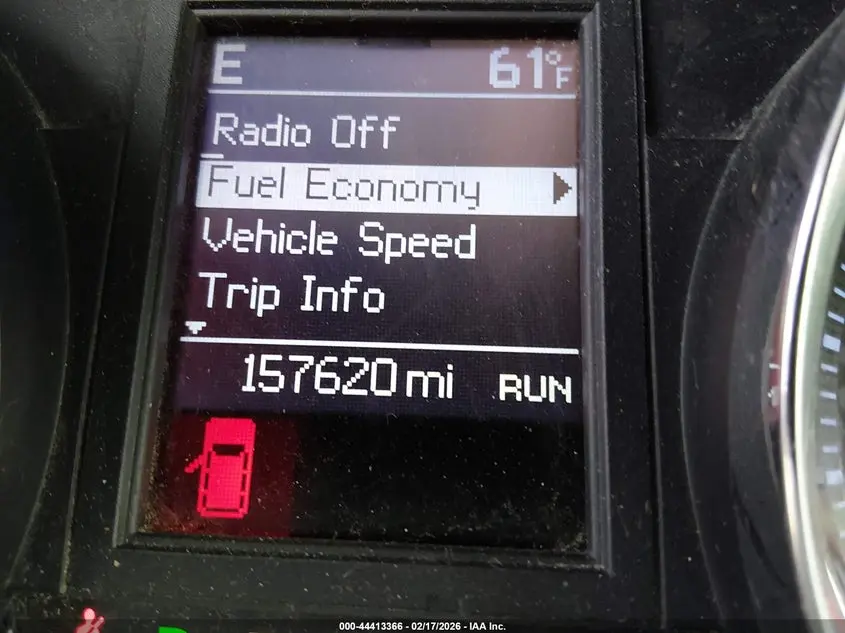 E 61°F
Radio Off
Fuel Economy
Vehicle Speed
Trip Info
157620 mi RUN
000-44413366 - 02/17/2026 - IAA Inc.